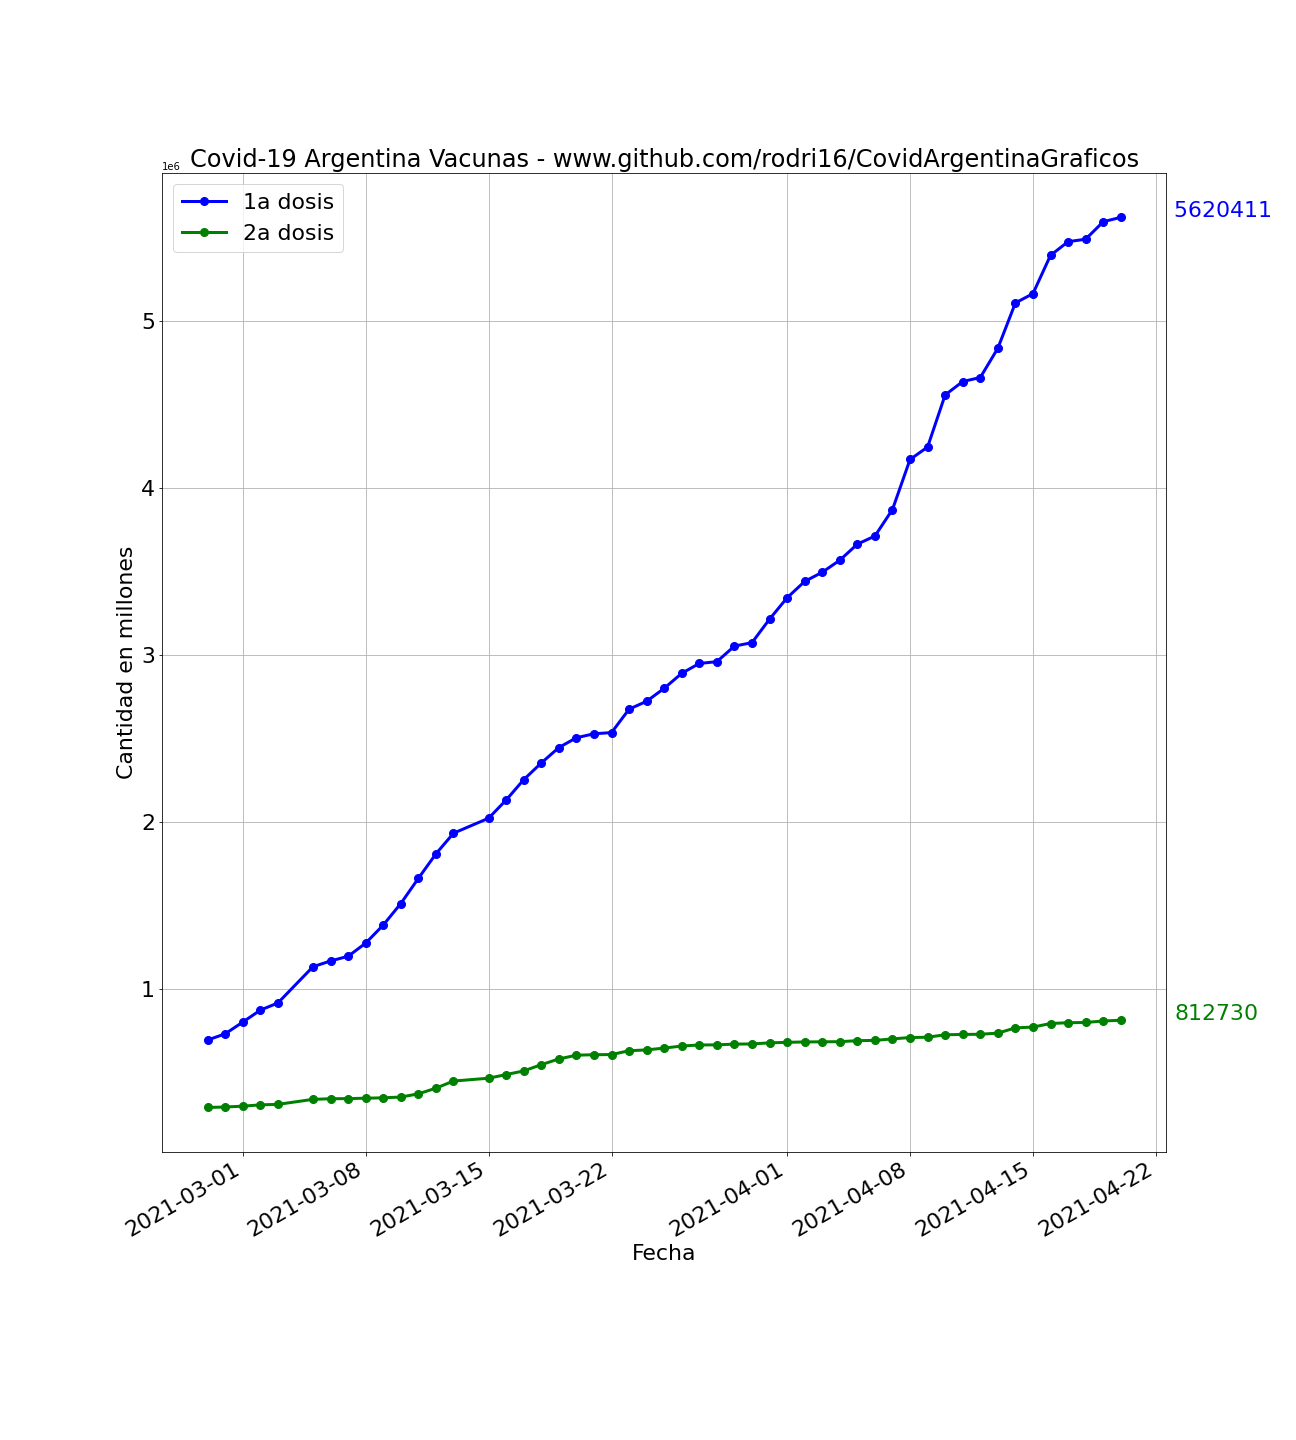 Covid-19 Argentina Vacunas - www.github.com/rodri16/CovidArgentinaGraficos
1e6
1a dosis
2a dosis
5620411
812730
5
4
3
2
1
Cantidad en millones
2021-03-01
2021-03-08
2021-03-15
2021-03-22
2021-04-01
2021-04-08
2021-04-15
2021-04-22
Fecha